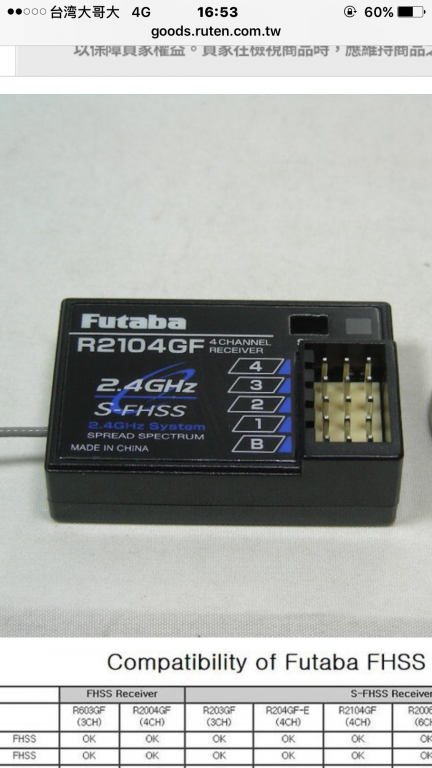 台湾大哥大 4G 16:53 60%
goods.ruten.com.tw
以保障買家權益。買家在檢視商品時，應維持商品之
Futaba
R2104GF 4 CHANNEL RECEIVER
4
3
2
1
B
2.4GHz
S-FHSS
2.4GHz System
SPREAD SPECTRUM
MADE IN CHINA
Compatibility of Futaba FHSS
FHSS Receiver S-FHSS Receiver
R603GF (3CH) R2004GF (4CH) R203GF (3CH) R204GF-E (4CH) R2104GF (4CH)
FHSS OK OK OK OK OK OK
FHSS OK OK OK OK OK OK